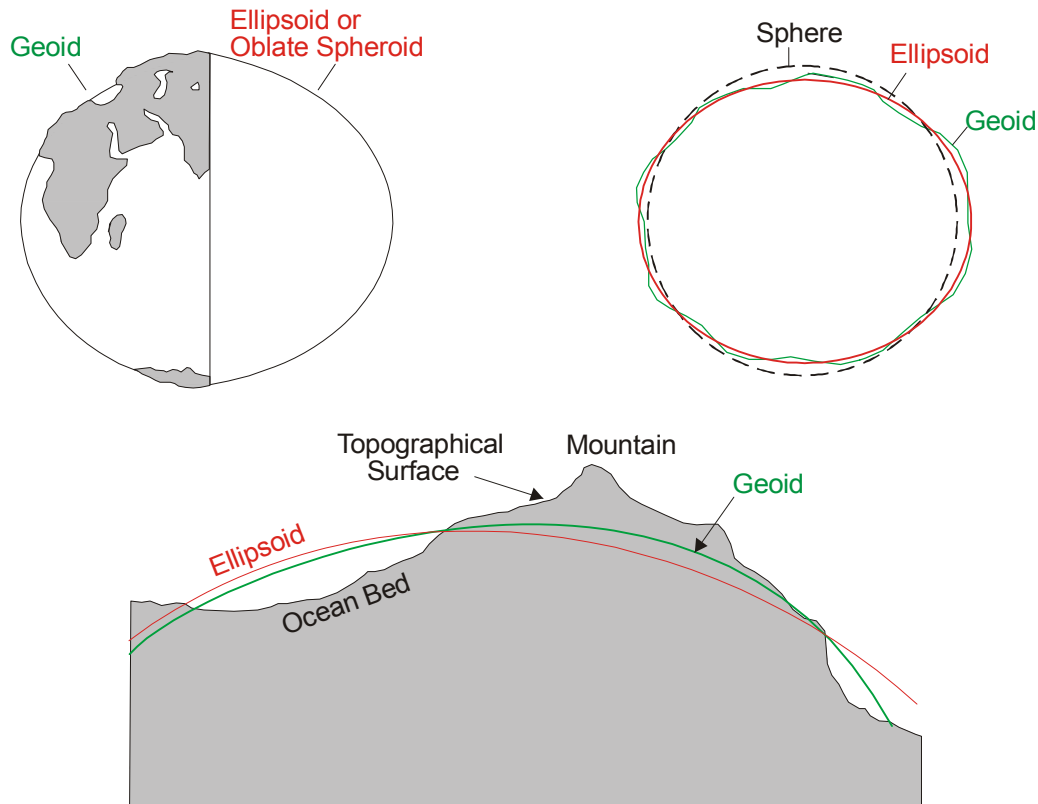 Geoid
Ellipsoid or
Oblate Spheroid
Sphere
Ellipsoid
Geoid
Topographical
Surface
Mountain
Geoid
Ellipsoid
Ocean Bed